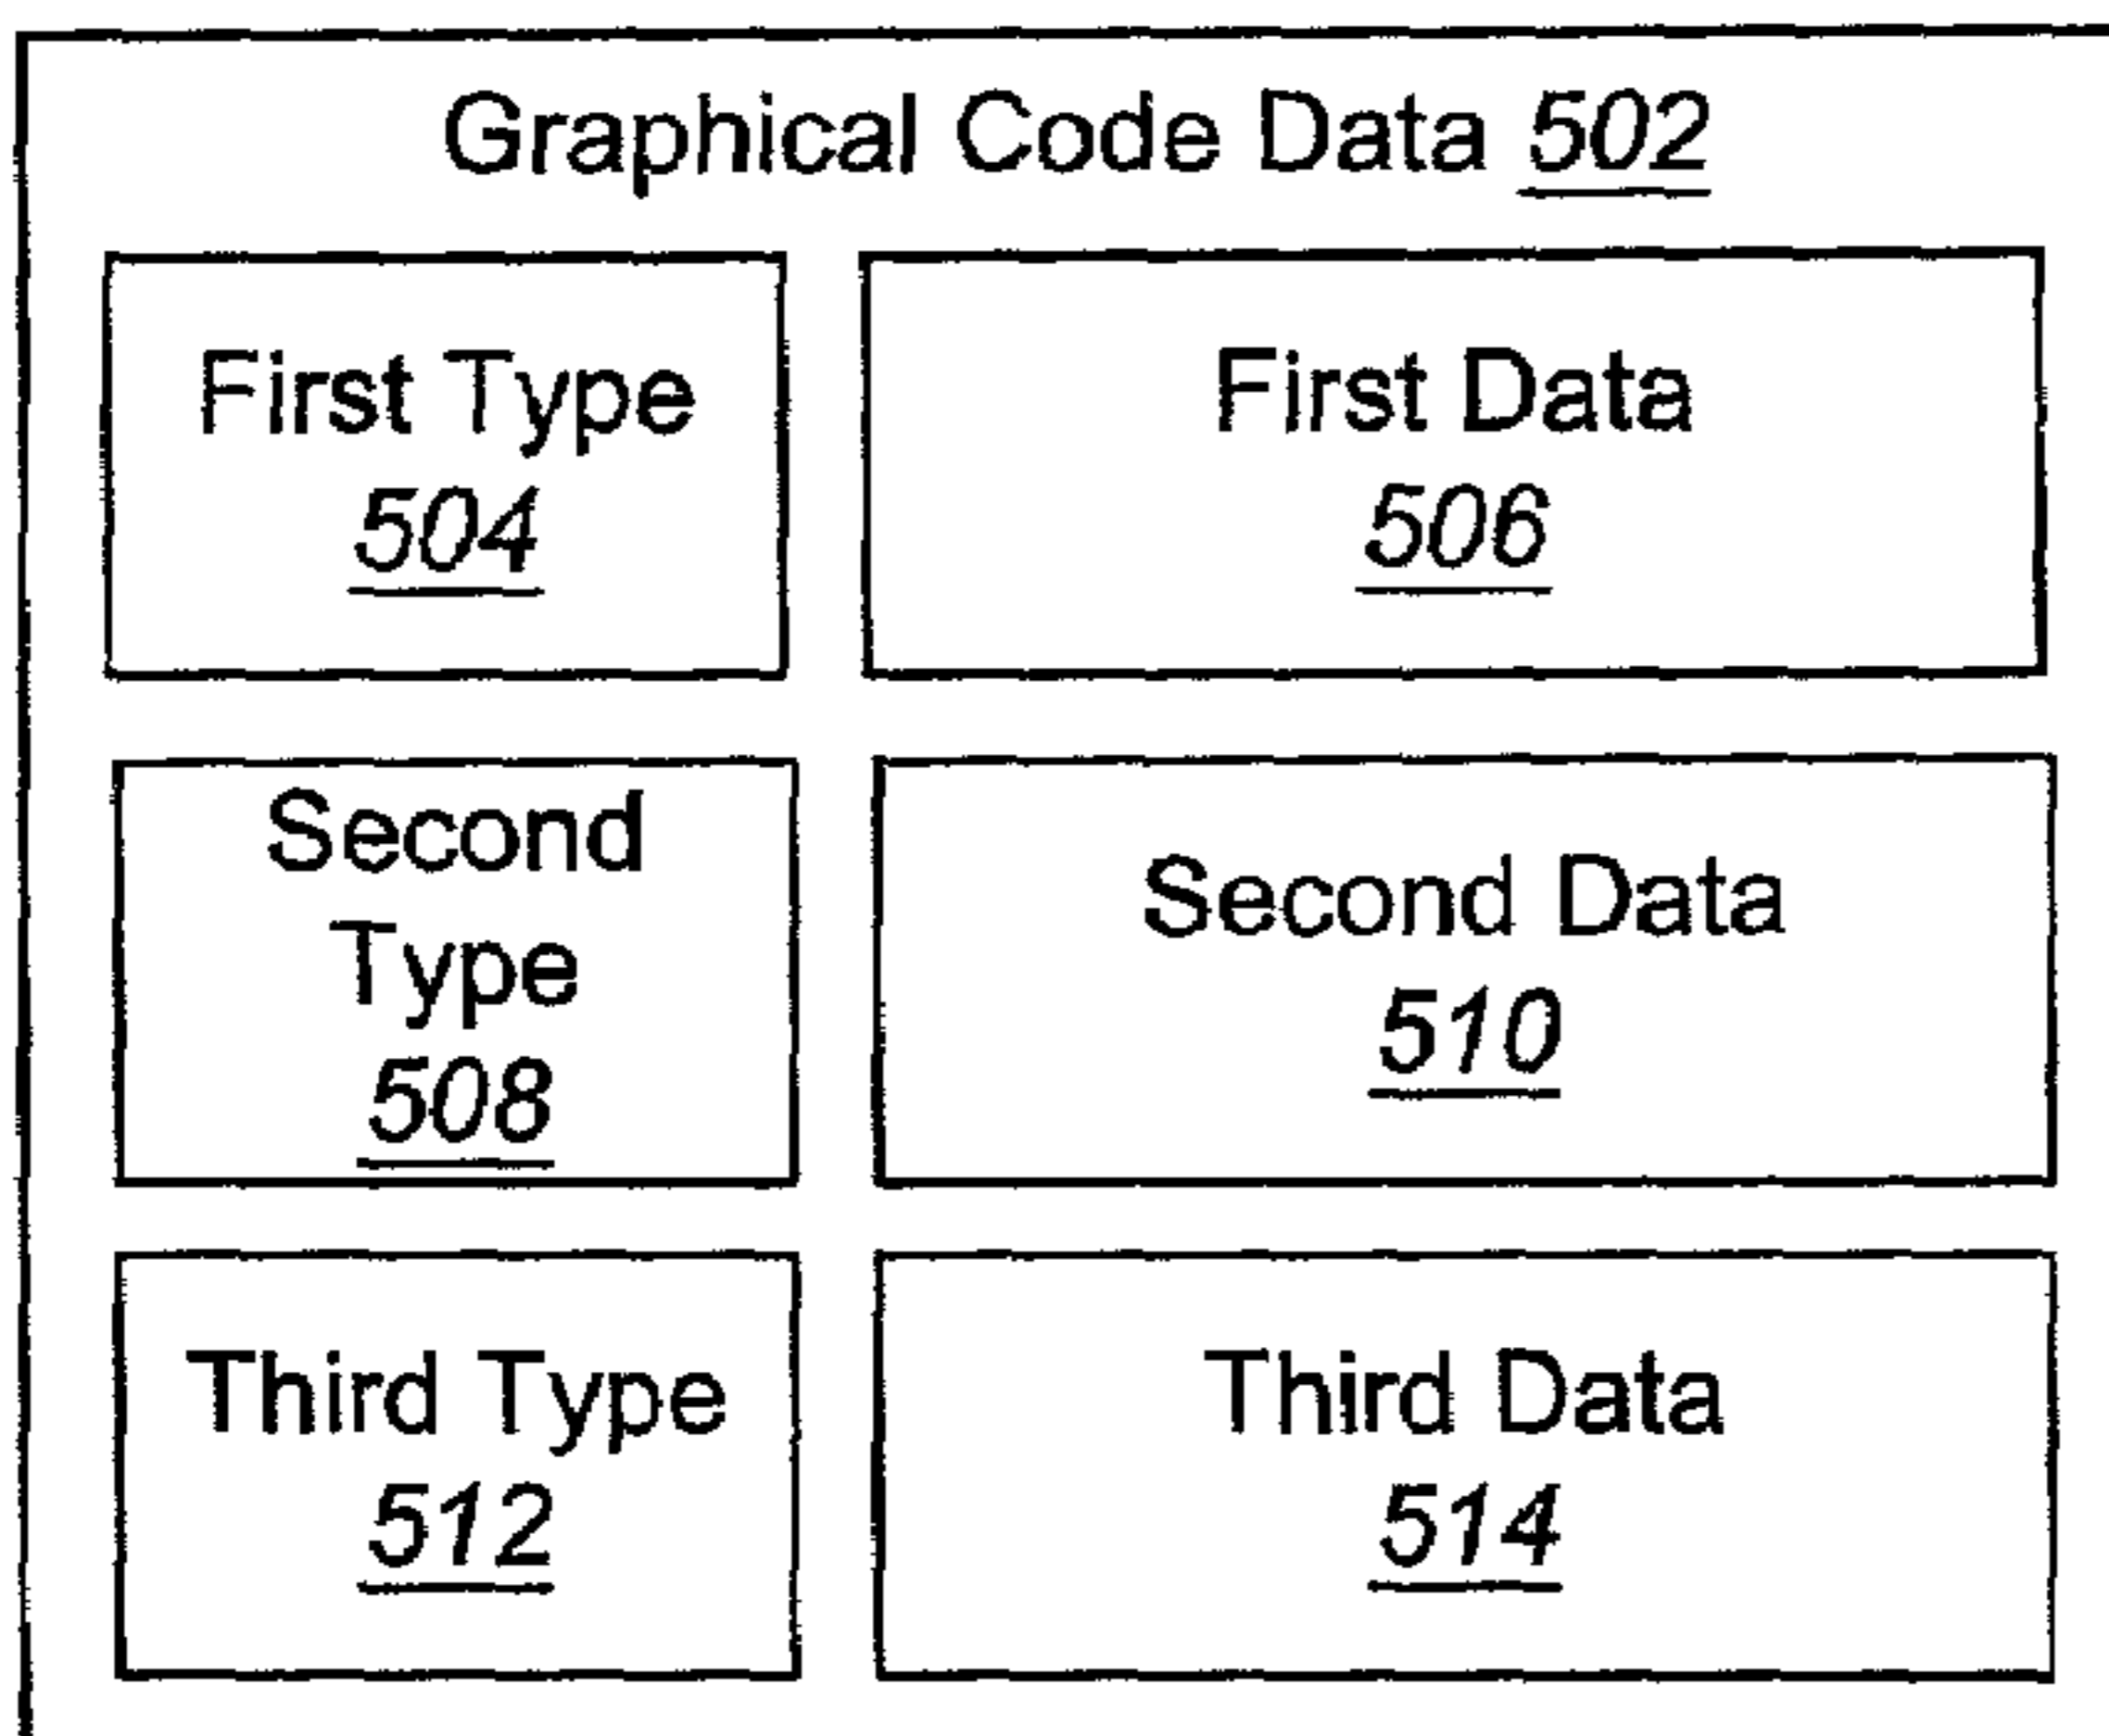 Graphical Code Data 502
First Type
504
First Data
506
Second
Type
508
Second Data
510
Third Type
512
Third Data
514